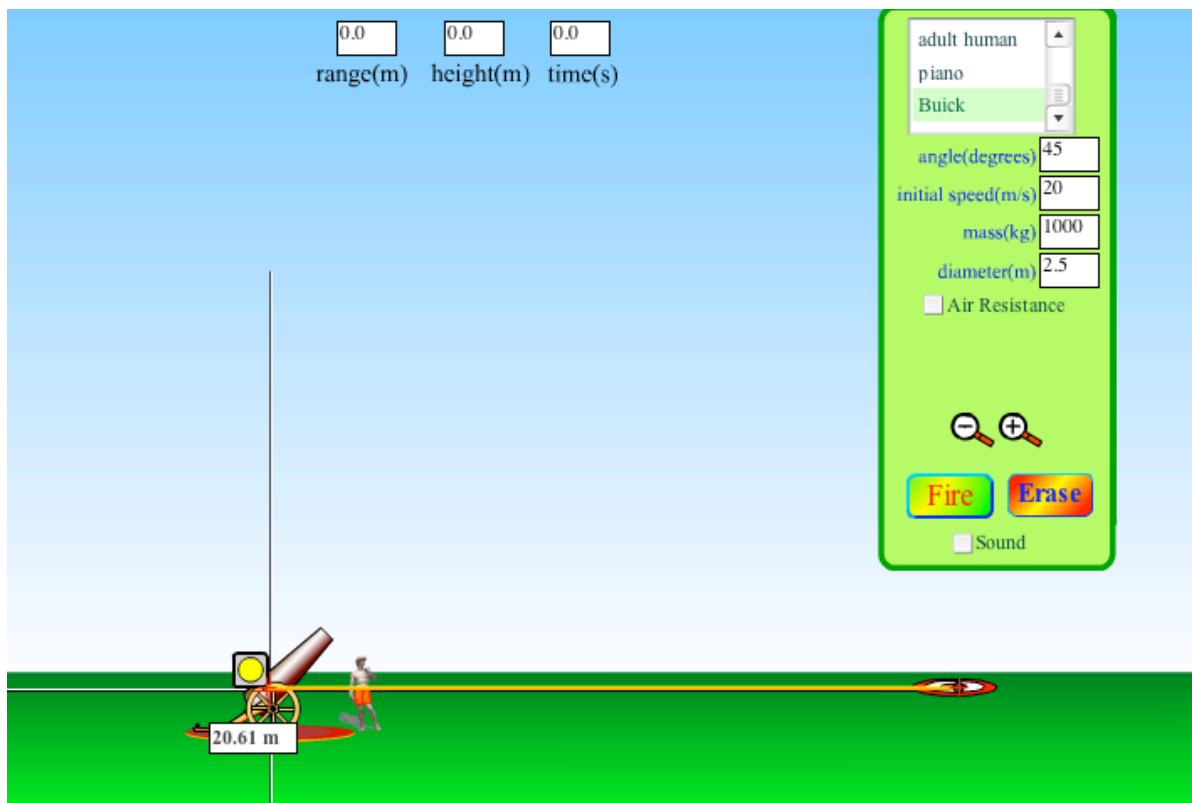 0.0 0.0 0.0
range(m) height(m) time(s)
adult human
piano
Buick
angle(degrees) 45
initial speed(m/s) 20
mass(kg) 1000
diameter(m) 2.5
Air Resistance
Fire Erase
Sound
20.61 m